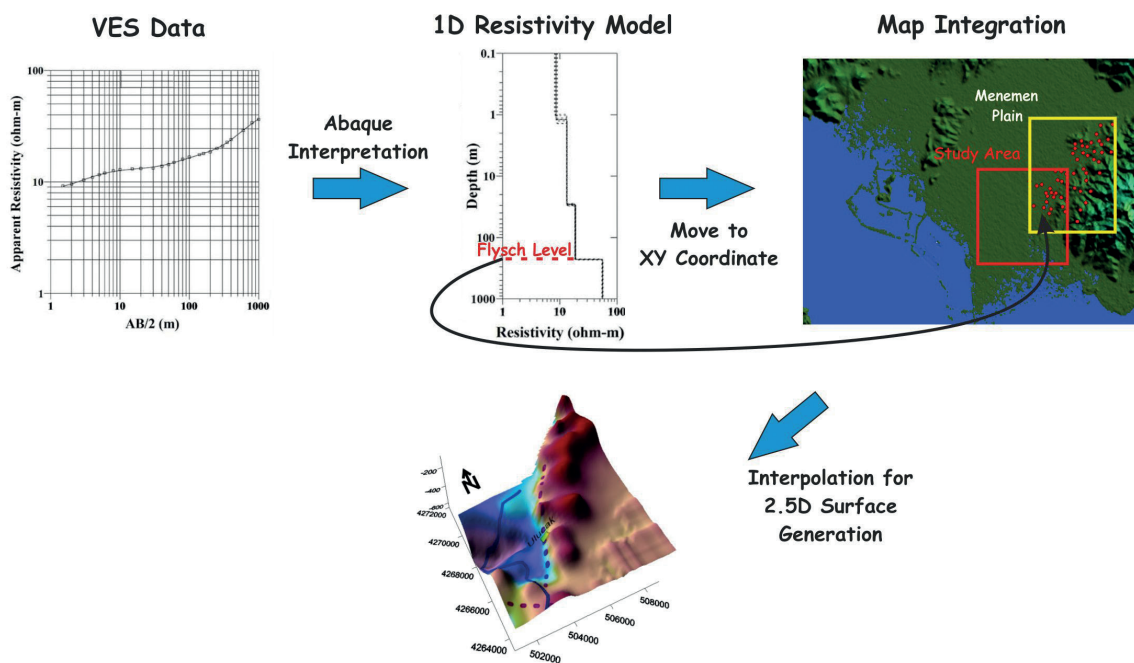 VES Data
1D Resistivity Model
Map Integration
Apparent Resistivity (ohm-m)
100
10
1
1
10
100
1000
AB/2 (m)
Abaque
Interpretation
Depth (m)
0.1
1
10
100
1000
Flysch Level
1
10
100
Resistivity (ohm-m)
Move to
XY Coordinate
Menemen
Plain
Study Area
Interpolation for
2.5D Surface
Generation
N
-200
-400
-600
4272000
4270000
4268000
4266000
4264000
502000
504000
506000
508000